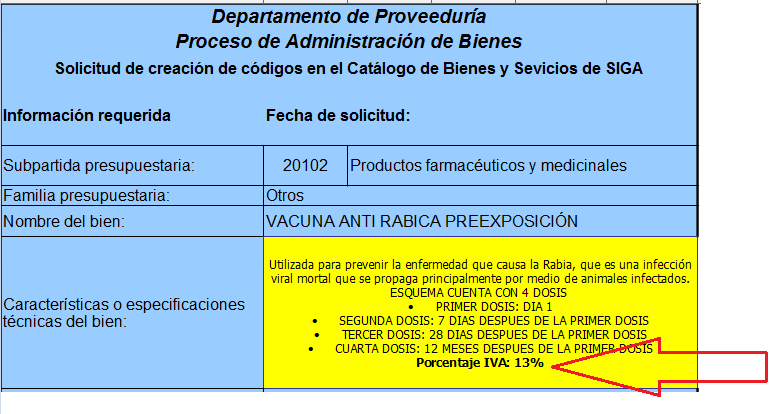 Departamento de Proveeduría
Proceso de Administración de Bienes
Solicitud de creación de códigos en el Catálogo de Bienes y Sevicios de SIGA
Información requerida Fecha de solicitud:
Subpartida presupuestaria: 20102 Productos farmacéuticos y medicinales
Familia presupuestaria: Otros
Nombre del bien: VACUNA ANTI RABICA PREEXPOSICIÓN
Características o especificaciones técnicas del bien:
Utilizada para prevenir la enfermedad que causa la Rabia, que es una infección
viral mortal que se propaga principalmente por medio de animales infectados.
ESQUEMA CUENTA CON 4 DOSIS
• PRIMER DOSIS: DIA 1
• SEGUNDA DOSIS: 7 DIAS DESPUES DE LA PRIMER DOSIS
• TERCER DOSIS: 28 DIAS DESPUES DE LA PRIMER DOSIS
• CUARTA DOSIS: 12 MESES DESPUES DE LA PRIMER DOSIS
Porcentaje IVA: 13%